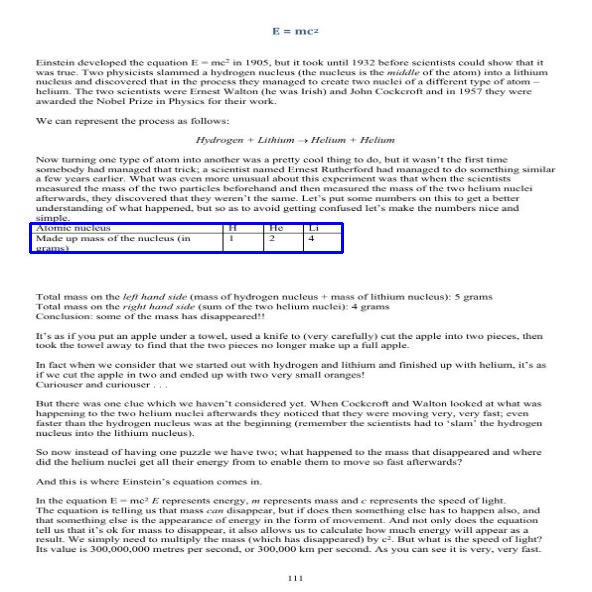 E = mc²
Einstein developed the equation E = mc² in 1905, but it took until 1932 before scientists could show that it
was true. Two physicists slammed a hydrogen nucleus (the nucleus is the middle of the atom) into a lithium
nucleus and discovered that in the process they managed to create two nuclei of a different type of atom –
helium. The two scientists were Ernest Walton (he was Irish) and John Cockcroft and in 1957 they were
awarded the Nobel Prize in Physics for their work.
We can represent the process as follows:
Hydrogen + Lithium → Helium + Helium
Now turning one type of atom into another was a pretty cool thing to do, but it wasn't the first time
somebody had managed that trick; a scientist named Ernest Rutherford had managed to do something similar
a few years earlier. What was even more unusual about this experiment was that when the scientists
measured the mass of the two particles beforehand and then measured the mass of the two helium nuclei
afterwards, they discovered that they weren't the same. Let's put some numbers on this to get a better
understanding of what happened, but so as to avoid getting confused let's make the numbers nice and
simple.
Atomic nucleus H He Li
Made up mass of the nucleus (in 1 2 4
grams)
Total mass on the left hand side (mass of hydrogen nucleus + mass of lithium nucleus): 5 grams
Total mass on the right hand side (sum of the two helium nuclei): 4 grams
Conclusion: some of the mass has disappeared!!
It's as if you put an apple under a towel, used a knife to (very carefully) cut the apple into two pieces, then
took the towel away to find that the two pieces no longer make up a full apple.
In fact when we consider that we started out with hydrogen and lithium and finished up with helium, it's as
if we cut the apple in two and ended up with two very small oranges!
Curiouser and curiouser . . .
But there was one clue which we haven't considered yet. When Cockcroft and Walton looked at what was
happening to the two helium nuclei afterwards they noticed that they were moving very, very fast; even
faster than the hydrogen nucleus was at the beginning (remember the scientists had to 'slam' the hydrogen
nucleus into the lithium nucleus).
So now instead of having one puzzle we have two; what happened to the mass that disappeared and where
did the helium nuclei get all their energy from to enable them to move so fast afterwards?
And this is where Einstein's equation comes in.
In the equation E = mc² E represents energy, m represents mass and c represents the speed of light.
The equation is telling us that mass can disappear, but if does then something else has to happen also, and
that something else is the appearance of energy in the form of movement. And not only does the equation
tell us that it's ok for mass to disappear, it also allows us to calculate how much energy will appear as a
result. We simply need to multiply the mass (which has disappeared) by c². But what is the speed of light?
Its value is 300,000,000 metres per second, or 300,000 km per second. As you can see it is very, very fast.
111